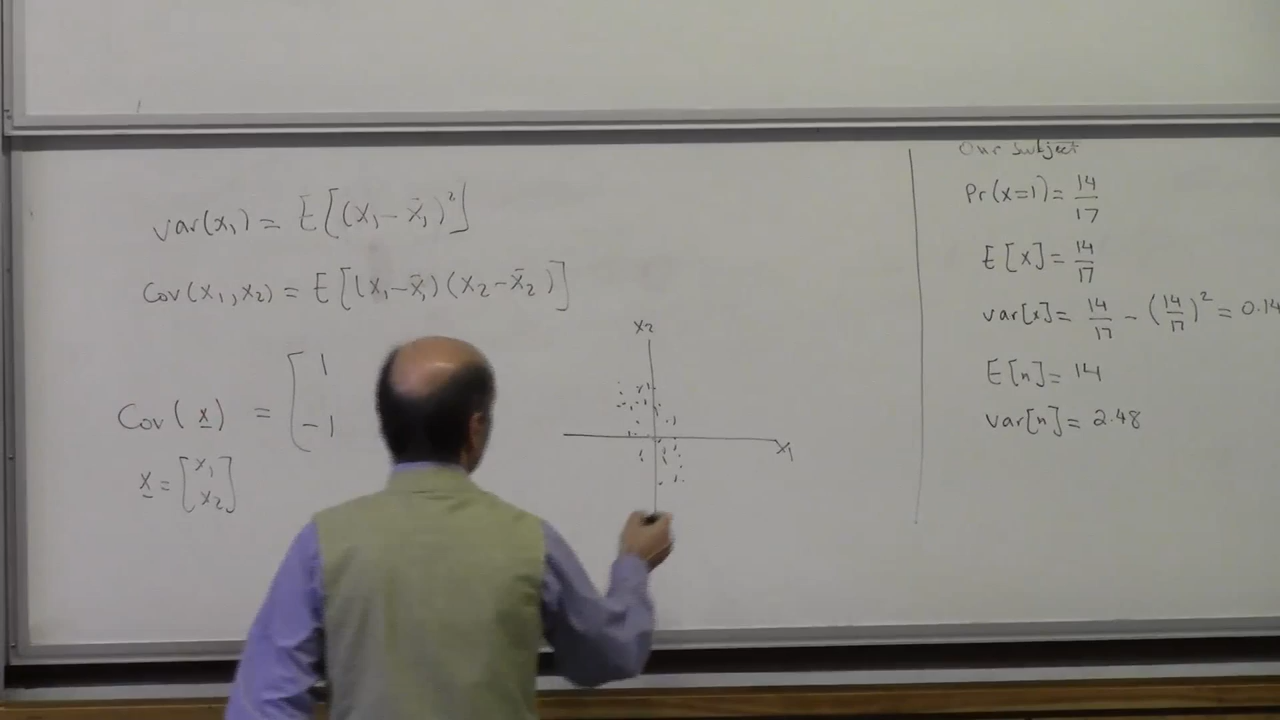 var(x₁) = E[(x₁ - x̄₁)²]
Cov(x₁, x₂) = E[(x₁ - x̄₁)(x₂ - x̄₂)]
Cov(x) = [1
-1
x = [x₁
x₂]
x₂
x₁
One subject
Pr(x=1) = 14/17
E[x] = 14/17
var[x] = 14/17 - (14/17)² = 0.14
E[n] = 14
var[n] = 2.48